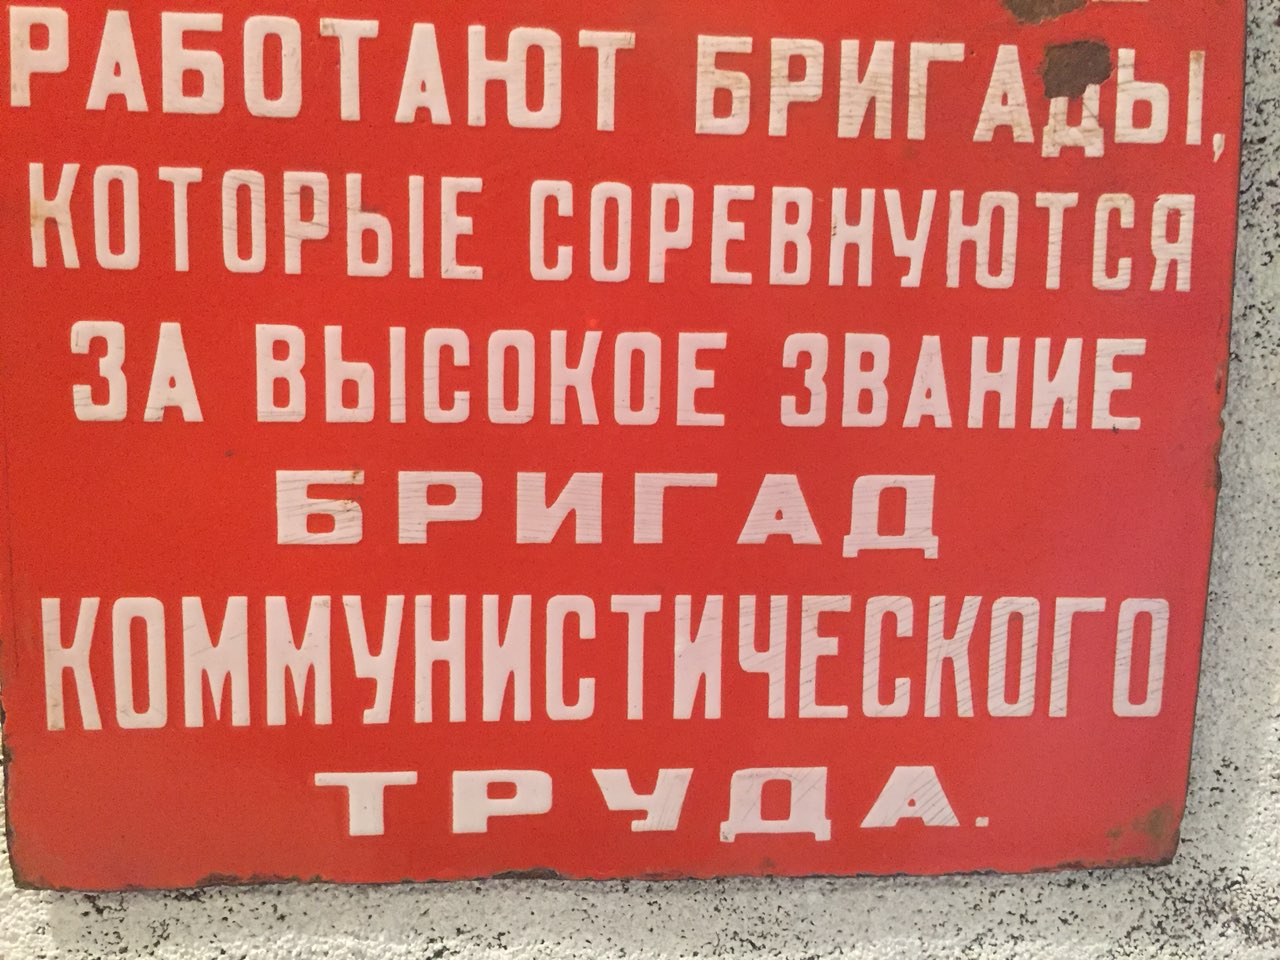 РАБОТАЮТ БРИГАДЫ,
КОТОРЫЕ СОРЕВНУЮТСЯ
ЗА ВЫСОКОЕ ЗВАНИЕ
БРИГАД
КОММУНИСТИЧЕСКОГО
ТРУДА.